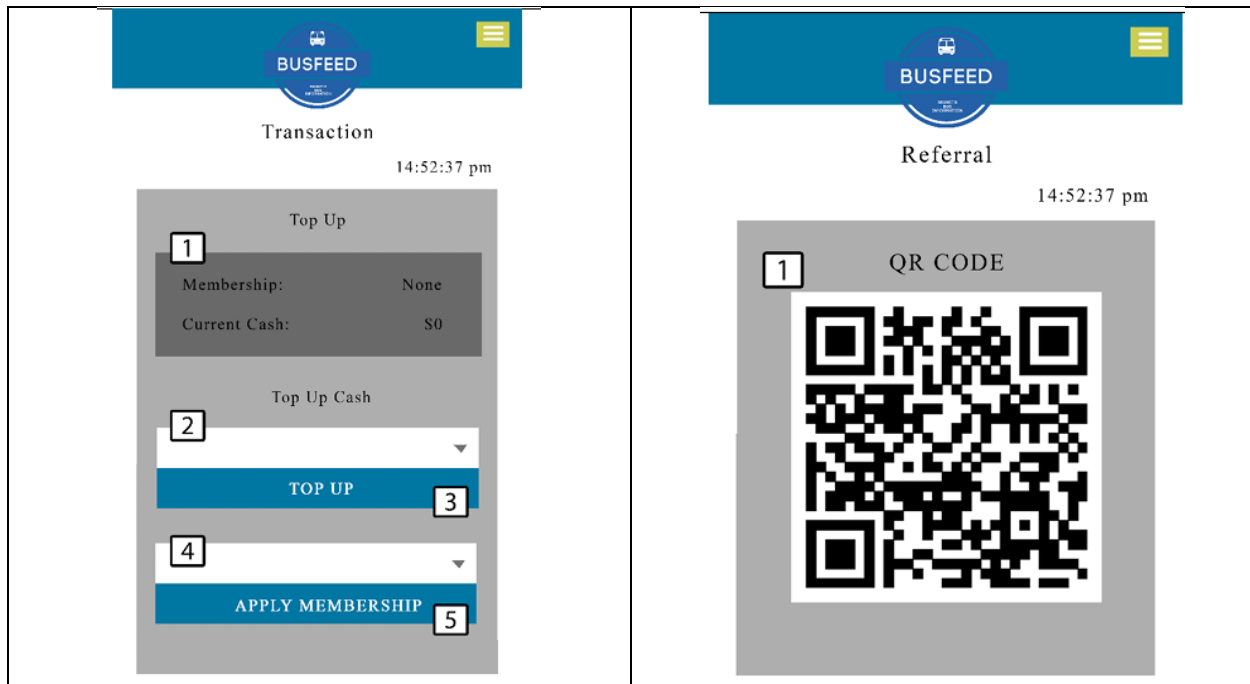 BUSFEED
Transaction
14:52:37 pm
Top Up
1
Membership: None
Current Cash: $0
Top Up Cash
2
TOP UP
3
4
APPLY MEMBERSHIP
5
BUSFEED
Referral
14:52:37 pm
1
QR CODE